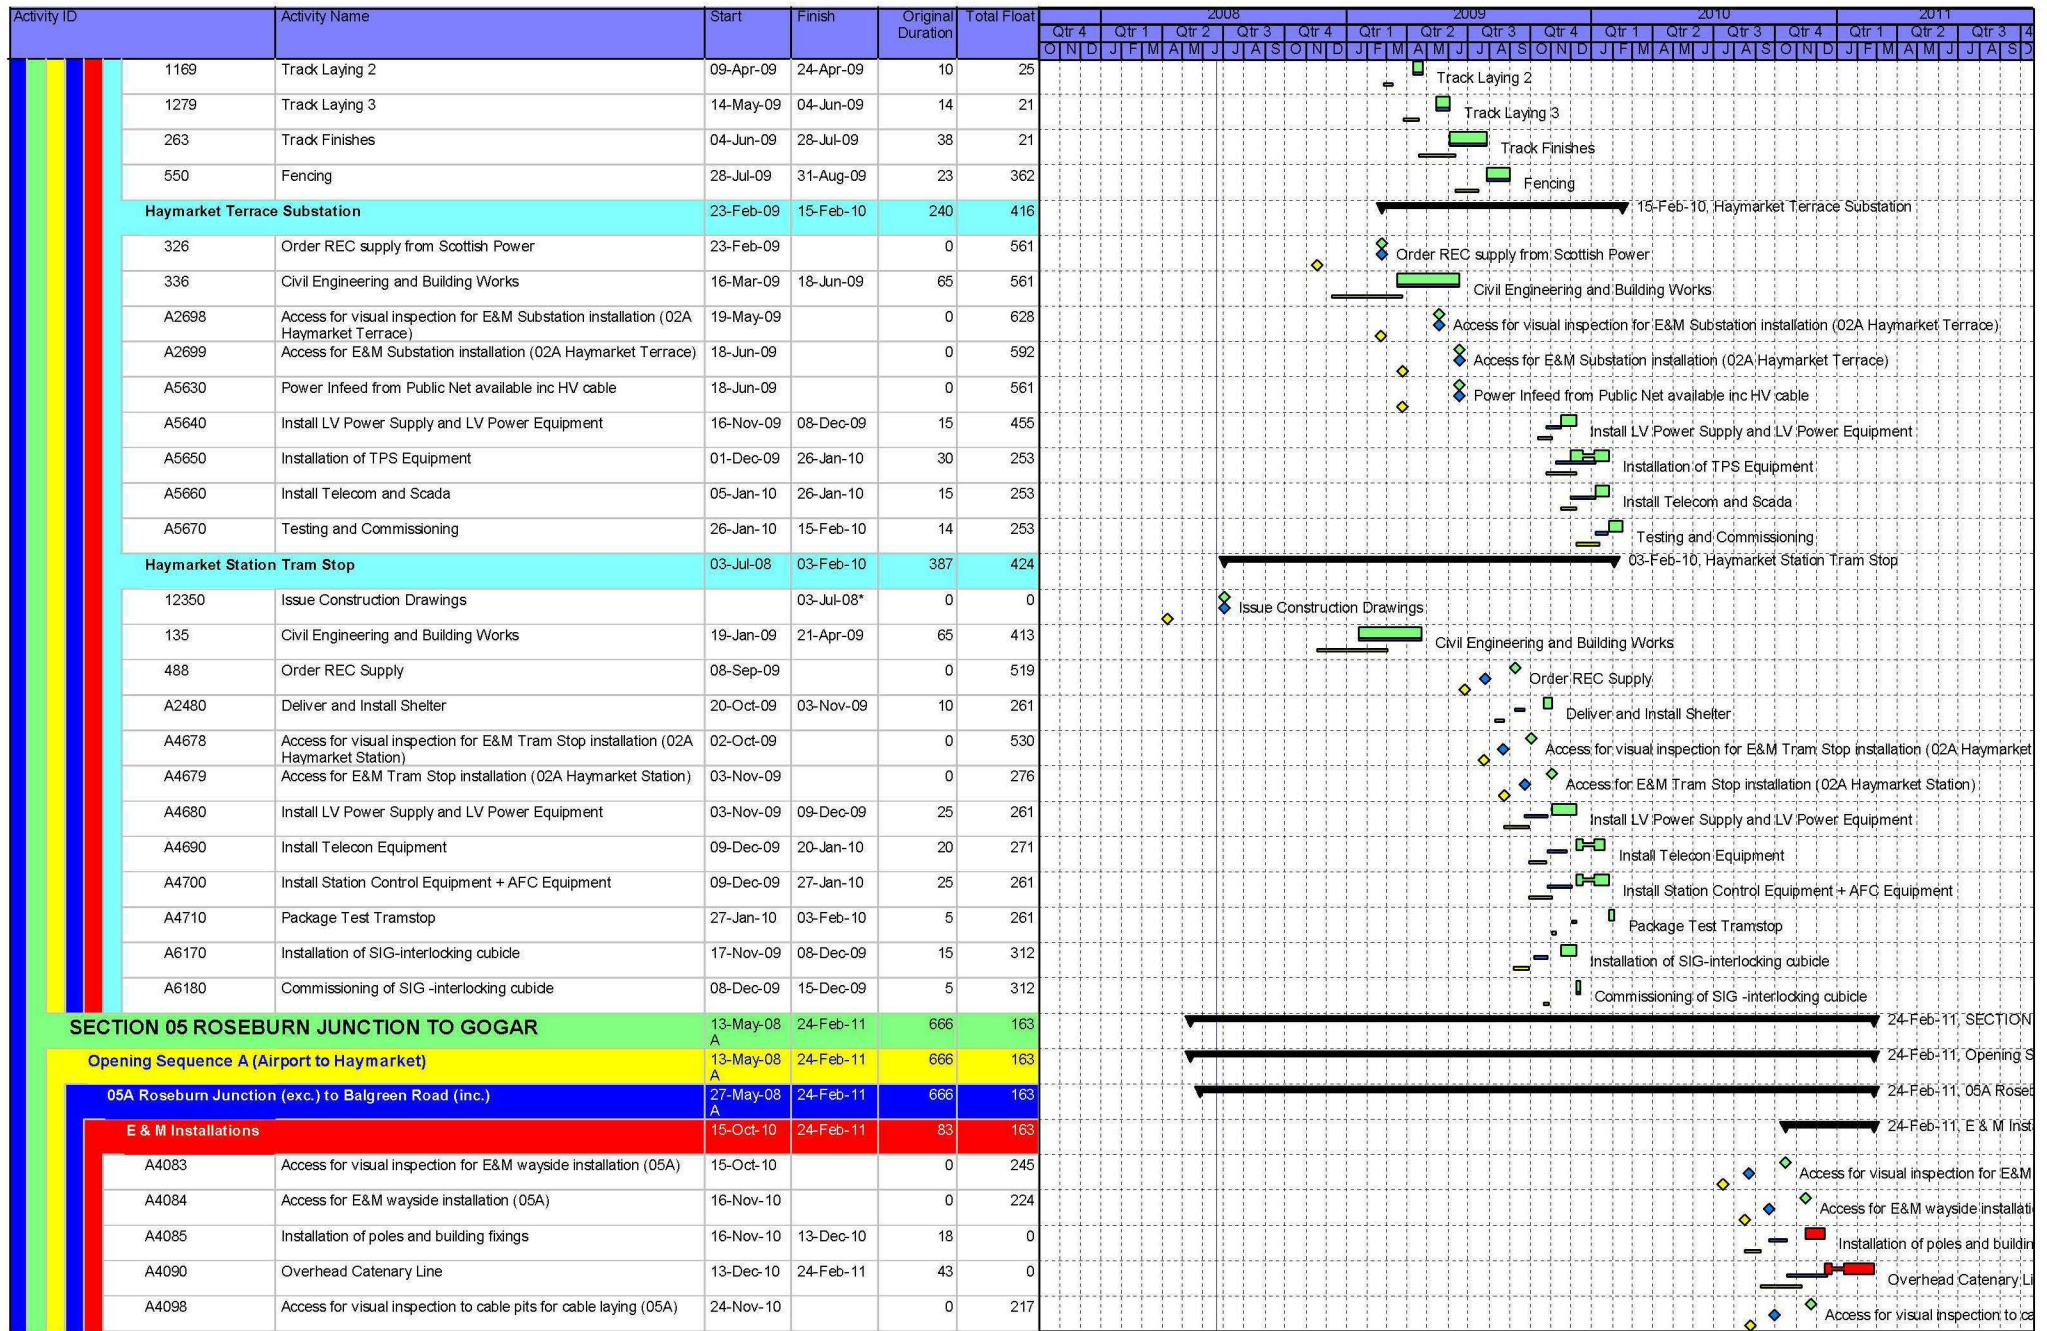 Activity ID Activity Name Start Finish Original Total Float 2008 2009 2010 2011
Duration Qtr 4 Qtr 1 Qtr 2 Qtr 3 Qtr 4 Qtr 1 Qtr 2 Qtr 3 Qtr 4 Qtr 1 Qtr 2 Qtr 3 Qtr 4 Qtr 1 Qtr 2 Qtr 3 4
O N D J F M A M J J A S O N D J F M A M J J A S O N D J F M A M J J A S O N D J F M A M J J A S
1169 Track Laying 2 09-Apr-09 24-Apr-09 10 25 Track Laying 2
1279 Track Laying 3 14-May-09 04-Jun-09 14 21 Track Laying 3
263 Track Finishes 04-Jun-09 28-Jul-09 38 21 Track Finishes
550 Fencing 28-Jul-09 31-Aug-09 23 362 Fencing
Haymarket Terrace Substation 23-Feb-09 15-Feb-10 240 416 15-Feb-10, Haymarket Terrace Substation
326 Order REC supply from Scottish Power 23-Feb-09 0 561 Order REC supply from Scottish Power
336 Civil Engineering and Building Works 16-Mar-09 18-Jun-09 65 561 Civil Engineering and Building Works
A2698 Access for visual inspection for E&M Substation installation (02A 19-May-09 0 628 Access for visual inspection for E&M Substation installation (02A Haymarket Terrace)
Haymarket Terrace)
A2699 Access for E&M Substation installation (02A Haymarket Terrace) 18-Jun-09 0 592 Access for E&M Substation installation (02A Haymarket Terrace)
A5630 Power Infeed from Public Net available inc HV cable 18-Jun-09 0 561 Power Infeed from Public Net available inc HV cable
A5640 Install LV Power Supply and LV Power Equipment 16-Nov-09 08-Dec-09 15 455 Install LV Power Supply and LV Power Equipment
A5650 Installation of TPS Equipment 01-Dec-09 26-Jan-10 30 253 Installation of TPS Equipment
A5660 Install Telecom and Scada 05-Jan-10 26-Jan-10 15 253 Install Telecom and Scada
A5670 Testing and Commissioning 26-Jan-10 15-Feb-10 14 253 Testing and Commissioning
Haymarket Station Tram Stop 03-Jul-08 03-Feb-10 387 424 03-Feb-10, Haymarket Station Tram Stop
12350 Issue Construction Drawings 03-Jul-08* 0 0 Issue Construction Drawings
135 Civil Engineering and Building Works 19-Jan-09 21-Apr-09 65 413 Civil Engineering and Building Works
488 Order REC Supply 08-Sep-09 0 519 Order REC Supply
A2480 Deliver and Install Shelter 20-Oct-09 03-Nov-09 10 261 Deliver and Install Shelter
A4678 Access for visual inspection for E&M Tram Stop installation (02A 02-Oct-09 0 530 Access for visual inspection for E&M Tram Stop installation (02A Haymarket
Haymarket Station)
A4679 Access for E&M Tram Stop installation (02A Haymarket Station) 03-Nov-09 0 276 Access for E&M Tram Stop installation (02A Haymarket Station)
A4680 Install LV Power Supply and LV Power Equipment 03-Nov-09 09-Dec-09 25 261 Install LV Power Supply and LV Power Equipment
A4690 Install Telecon Equipment 09-Dec-09 20-Jan-10 20 271 Install Telecon Equipment
A4700 Install Station Control Equipment + AFC Equipment 09-Dec-09 27-Jan-10 25 261 Install Station Control Equipment + AFC Equipment
A4710 Package Test Tramstop 27-Jan-10 03-Feb-10 5 261 Package Test Tramstop
A6170 Installation of SIG-interlocking cubicle 17-Nov-09 08-Dec-09 15 312 Installation of SIG-interlocking cubicle
A6180 Commissioning of SIG -interlocking cubicle 08-Dec-09 15-Dec-09 5 312 Commissioning of SIG -interlocking cubicle
SECTION 05 ROSEBURN JUNCTION TO GOGAR 13-May-08 24-Feb-11 666 163 24-Feb-11, SECTION
A
Opening Sequence A (Airport to Haymarket) 13-May-08 24-Feb-11 666 163 24-Feb-11, Opening S
A
05A Roseburn Junction (exc.) to Balgreen Road (inc.) 27-May-08 24-Feb-11 666 163 24-Feb-11, 05A Roseb
A
E & M Installations 15-Oct-10 24-Feb-11 83 163 24-Feb-11, E & M Inst
A4083 Access for visual inspection for E&M wayside installation (05A) 15-Oct-10 0 245 Access for visual inspection for E&M
A4084 Access for E&M wayside installation (05A) 16-Nov-10 0 224 Access for E&M wayside installati
A4085 Installation of poles and building fixings 16-Nov-10 13-Dec-10 18 0 Installation of poles and buildin
A4090 Overhead Catenary Line 13-Dec-10 24-Feb-11 43 0 Overhead Catenary Li
A4098 Access for visual inspection to cable pits for cable laying (05A) 24-Nov-10 0 217 Access for visual inspection to ca